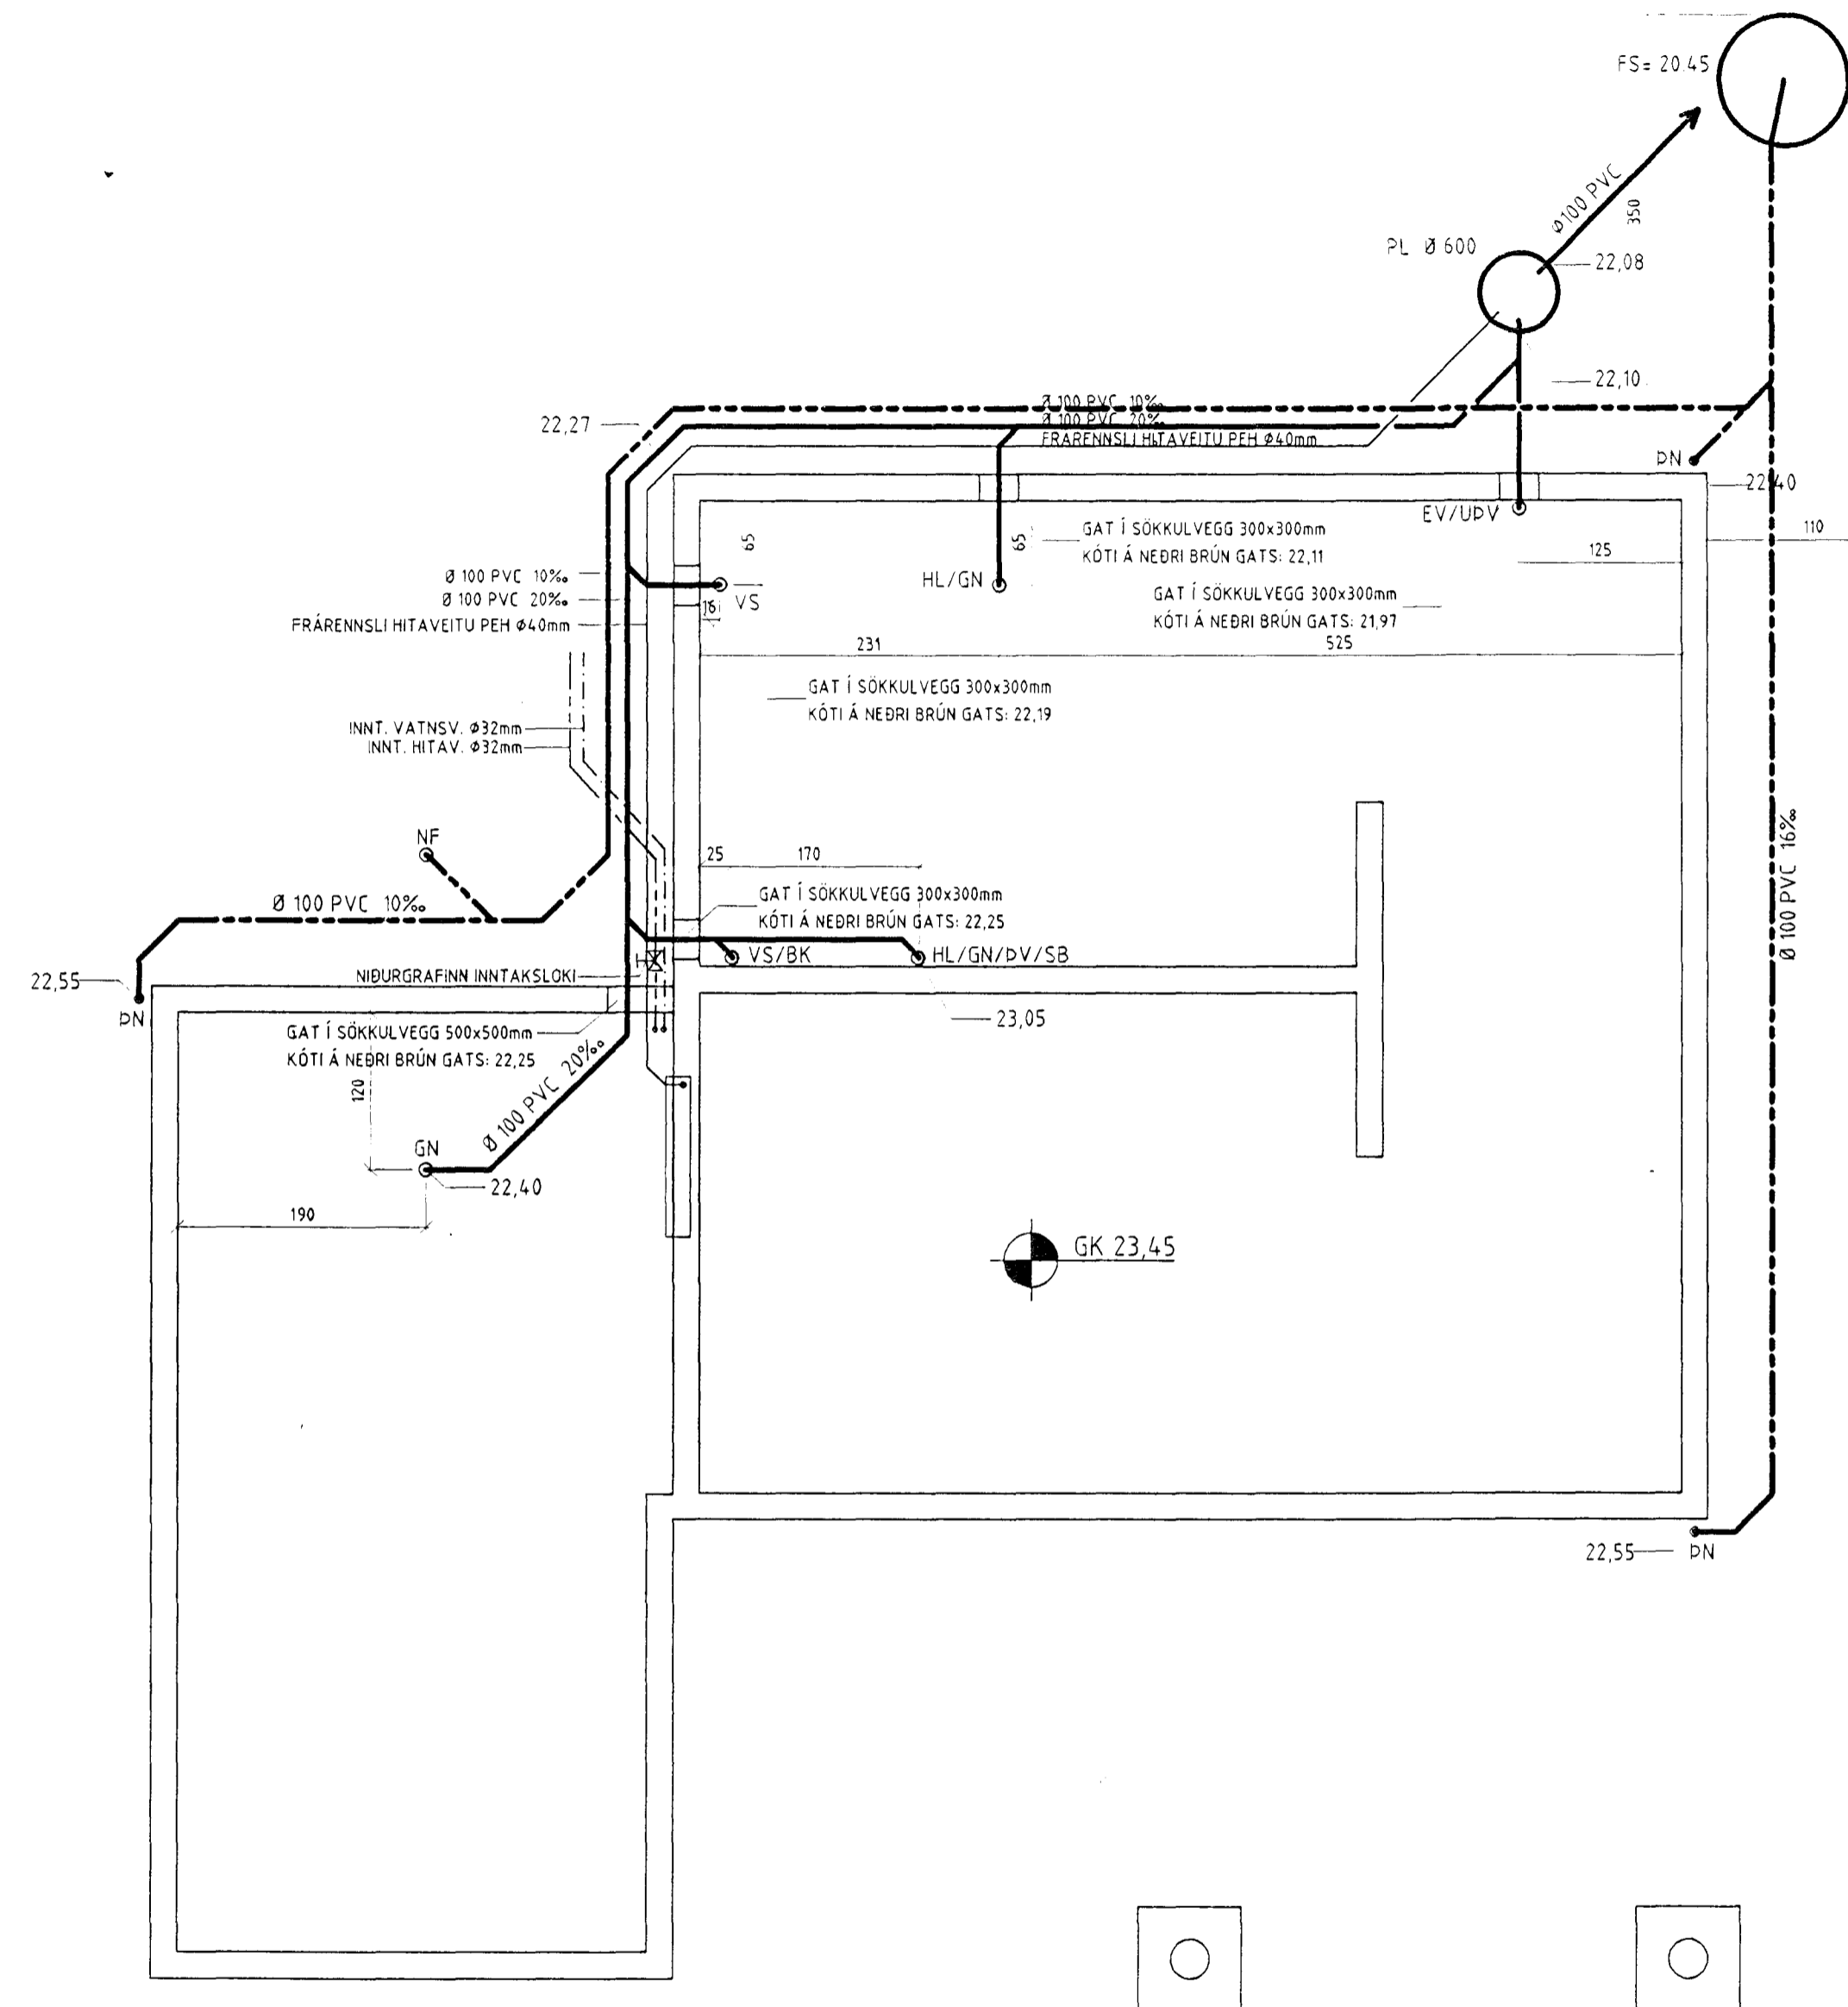 FS= 20.45
Ø100 PVC
350
PL Ø 600
22,08
22,10
Ø 100 PVC 10‰
Ø 100 PVC 20‰
FRÁRENNSLI HITAVEITU PEH Ø40mm
22,27
ÞN
22,40
EV/UÞV
110
65
65
GAT Í SÖKKULVEGG 300x300mm
KÓTI Á NEÐRI BRÚN GATS: 22,11
125
Ø 100 PVC 10‰
Ø 100 PVC 20‰
FRÁRENNSLI HITAVEITU PEH Ø40mm
16
VS
HL/GN
GAT Í SÖKKULVEGG 300x300mm
KÓTI Á NEÐRI BRÚN GATS: 21,97
231
525
GAT Í SÖKKULVEGG 300x300mm
KÓTI Á NEÐRI BRÚN GATS: 22,19
INNT. VATNSV. Ø32mm
INNT. HITAV. Ø32mm
NF
25
170
Ø 100 PVC 16‰
Ø 100 PVC 10‰
GAT Í SÖKKULVEGG 300x300mm
KÓTI Á NEÐRI BRÚN GATS: 22,25
VS/BK
HL/GN/ÞV/SB
22,55
NIÐURGRAFINN INNTAKSLOKI
ÞN
23,05
GAT Í SÖKKULVEGG 500x500mm
KÓTI Á NEÐRI BRÚN GATS: 22,25
120
Ø 100 PVC 20‰
GN
22,40
190
GK 23,45
22,55
ÞN